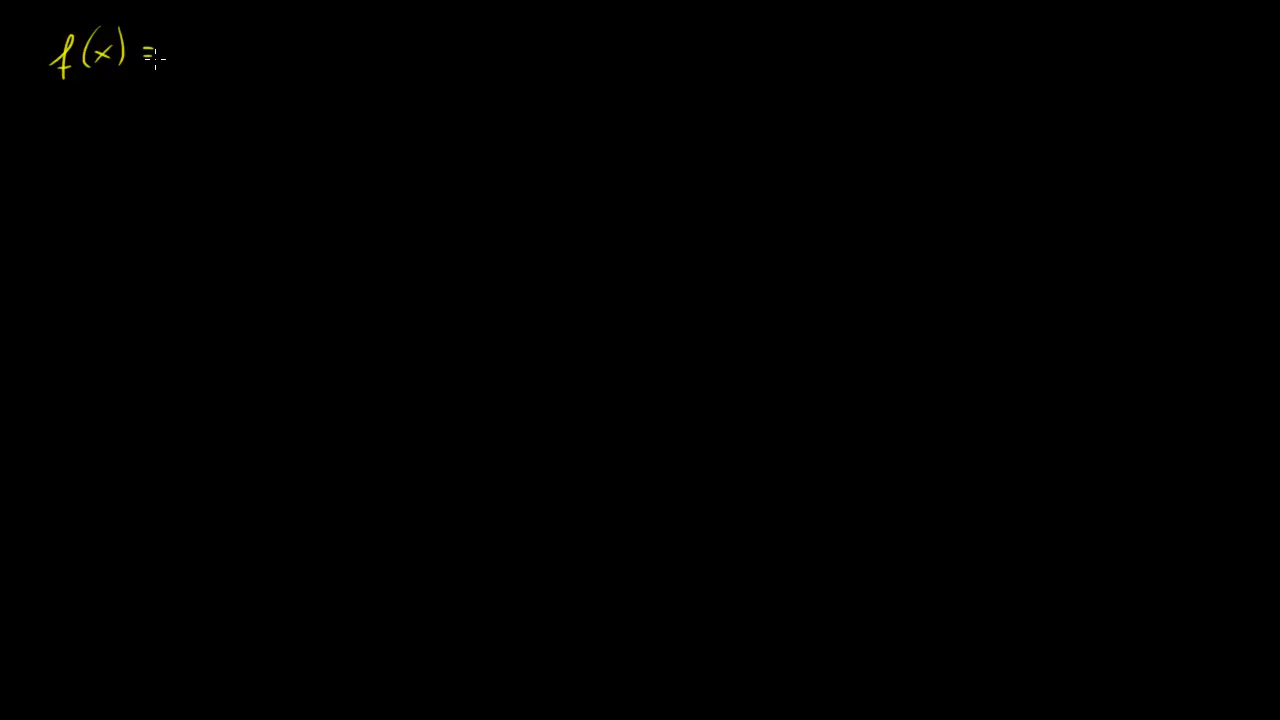 f(x) =